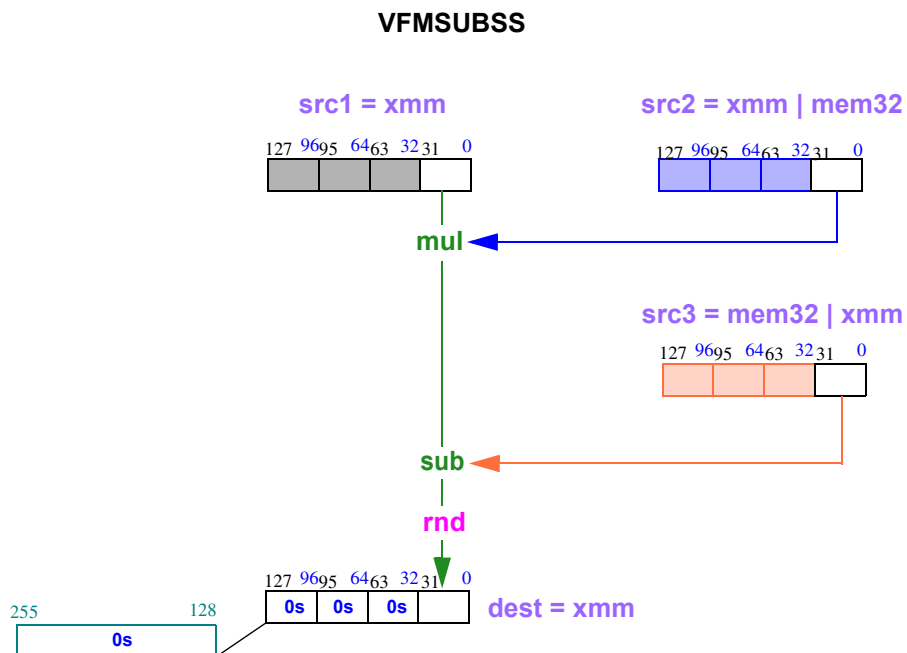 VFMSUBSS
src1 = xmm
src2 = xmm | mem32
127 96 95 64 63 32 31 0
127 96 95 64 63 32 31 0
mul
src3 = mem32 | xmm
127 96 95 64 63 32 31 0
sub
rnd
127 96 95 64 63 32 31 0
0s 0s 0s
dest = xmm
255 128
0s